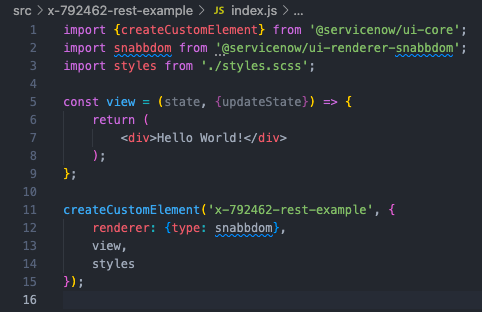 src > x-792462-rest-example > JS index.js > ...
1 import {createCustomElement} from '@servicenow/ui-core';
2 import snabbdom from '@servicenow/ui-renderer-snabbdom';
3 import styles from './styles.scss';
4
5 const view = (state, {updateState}) => {
6     return (
7         <div>Hello World!</div>
8     );
9 };
10
11 createCustomElement('x-792462-rest-example', {
12     renderer: {type: snabbdom},
13     view,
14     styles
15 });
16